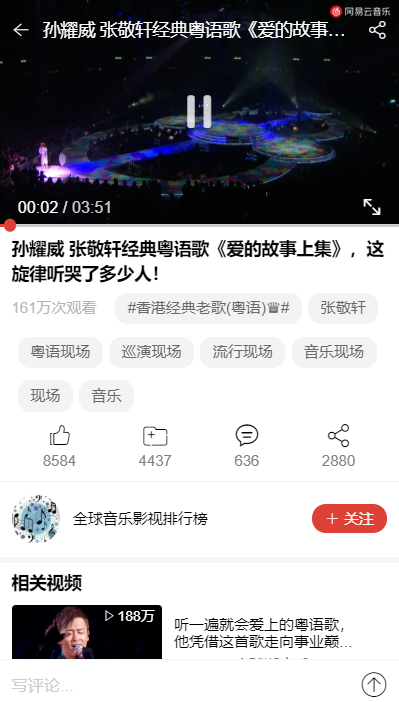 网易云音乐
孙耀威 张敬轩经典粤语歌《爱的故事...
00:02 / 03:51
孙耀威 张敬轩经典粤语歌《爱的故事上集》，这
旋律听哭了多少人！
161万次观看 #香港经典老歌(粤语)♕# 张敬轩
粤语现场 巡演现场 流行现场 音乐现场
现场 音乐
8584 4437 636 2880
全球音乐影视排行榜 ＋ 关注
相关视频
188万
听一遍就会爱上的粤语歌，
他凭借这首歌走向事业巅...
写评论...